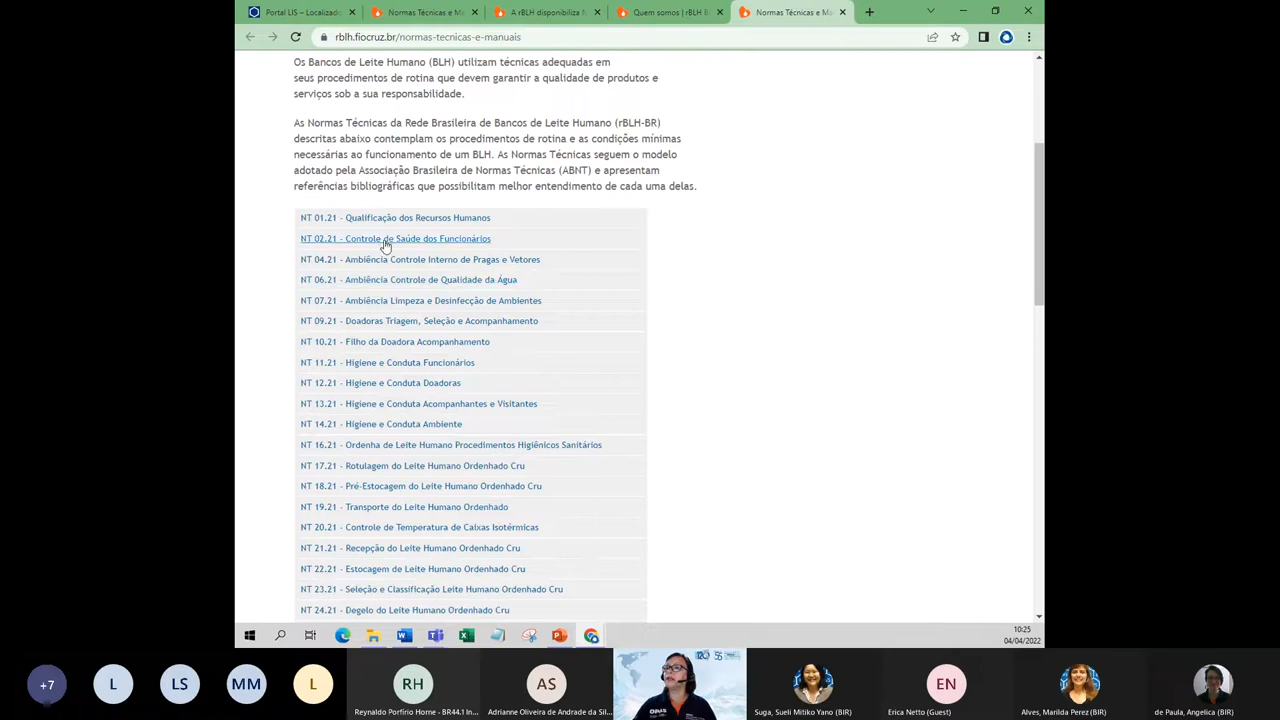 Portal LIS – Localizado
Normas Técnicas e Ma
A rBLH disponibiliza N
Quem somos | rBLH B
Normas Técnicas e Ma
rblh.fiocruz.br/normas-tecnicas-e-manuais
Os Bancos de Leite Humano (BLH) utilizam técnicas adequadas em
seus procedimentos de rotina que devem garantir a qualidade de produtos e
serviços sob a sua responsabilidade.
As Normas Técnicas da Rede Brasileira de Bancos de Leite Humano (rBLH-BR)
descritas abaixo contemplam os procedimentos de rotina e as condições mínimas
necessárias ao funcionamento de um BLH. As Normas Técnicas seguem o modelo
adotado pela Associação Brasileira de Normas Técnicas (ABNT) e apresentam
referências bibliográficas que possibilitam melhor entendimento de cada uma delas.
NT 01.21 - Qualificação dos Recursos Humanos
NT 02.21 - Controle de Saúde dos Funcionários
NT 04.21 - Ambiência Controle Interno de Pragas e Vetores
NT 06.21 - Ambiência Controle de Qualidade da Água
NT 07.21 - Ambiência Limpeza e Desinfecção de Ambientes
NT 09.21 - Doadoras Triagem, Seleção e Acompanhamento
NT 10.21 - Filho da Doadora Acompanhamento
NT 11.21 - Higiene e Conduta Funcionários
NT 12.21 - Higiene e Conduta Doadoras
NT 13.21 - Higiene e Conduta Acompanhantes e Visitantes
NT 14.21 - Higiene e Conduta Ambiente
NT 16.21 - Ordenha de Leite Humano Procedimentos Higiênicos Sanitários
NT 17.21 - Rotulagem do Leite Humano Ordenhado Cru
NT 18.21 - Pré-Estocagem do Leite Humano Ordenhado Cru
NT 19.21 - Transporte do Leite Humano Ordenhado
NT 20.21 - Controle de Temperatura de Caixas Isotérmicas
NT 21.21 - Recepção do Leite Humano Ordenhado Cru
NT 22.21 - Estocagem de Leite Humano Ordenhado Cru
NT 23.21 - Seleção e Classificação Leite Humano Ordenhado Cru
NT 24.21 - Degelo do Leite Humano Ordenhado Cru
10:25
04/04/2022
+7
L
LS
MM
L
RH
AS
EN
Reynaldo Porfírio Horne - BR44.1 In...
Adrianne Oliveira de Andrade da Sil...
OPAS
Suga, Sueli Mitiko Yano (BIR)
Erica Netto (Guest)
Alves, Marilda Perez (BIR)
de Paula, Angelica (BIR)